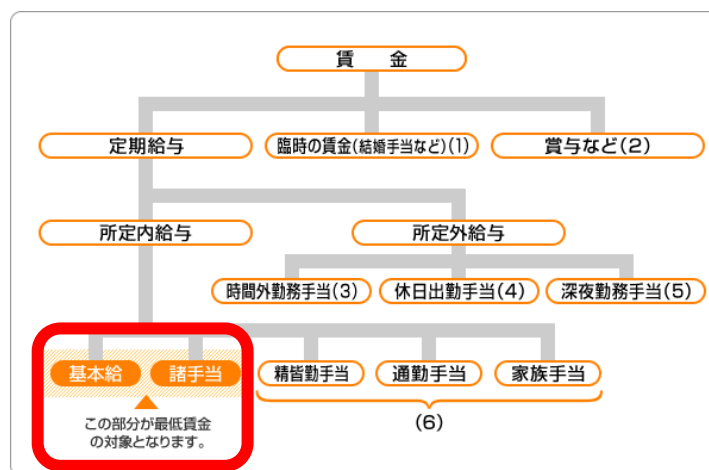 賃　金
定期給与
臨時の賃金(結婚手当など)(1)
賞与など(2)
所定内給与
所定外給与
時間外勤務手当(3)
休日出勤手当(4)
深夜勤務手当(5)
基本給
諸手当
精皆勤手当
通勤手当
家族手当
この部分が最低賃金
の対象となります。
(6)